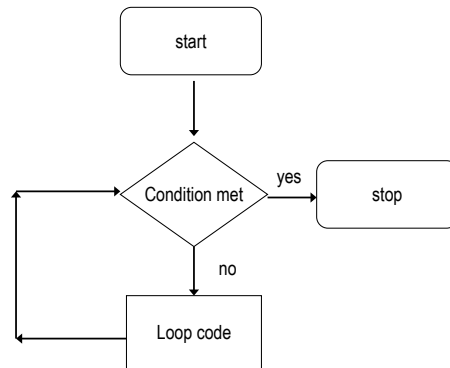 start
Condition met
yes
stop
no
Loop code